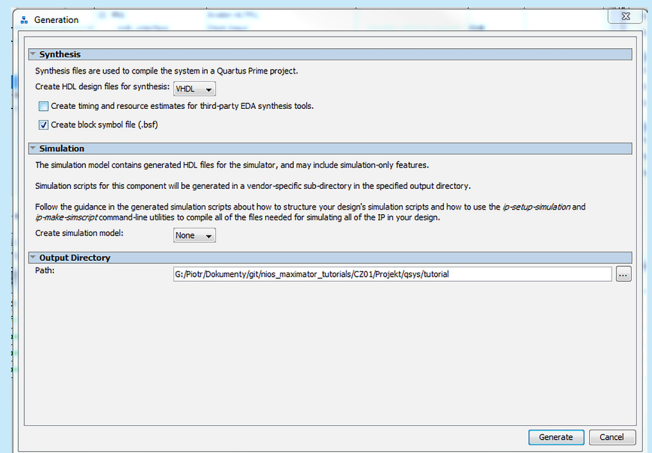 Generation
Synthesis
Synthesis files are used to compile the system in a Quartus Prime project.
Create HDL design files for synthesis: VHDL
Create timing and resource estimates for third-party EDA synthesis tools.
Create block symbol file (.bsf)
Simulation
The simulation model contains generated HDL files for the simulator, and may include simulation-only features.
Simulation scripts for this component will be generated in a vendor-specific sub-directory in the specified output directory.
Follow the guidance in the generated simulation scripts about how to structure your design's simulation scripts and how to use the ip-setup-simulation and
ip-make-simscript command-line utilities to compile all of the files needed for simulating all of the IP in your design.
Create simulation model: None
Output Directory
Path: G:/Piotr/Dokumenty/git/nios_maximator_tutorials/CZ01/Projekt/qsys/tutorial ...
Generate Cancel